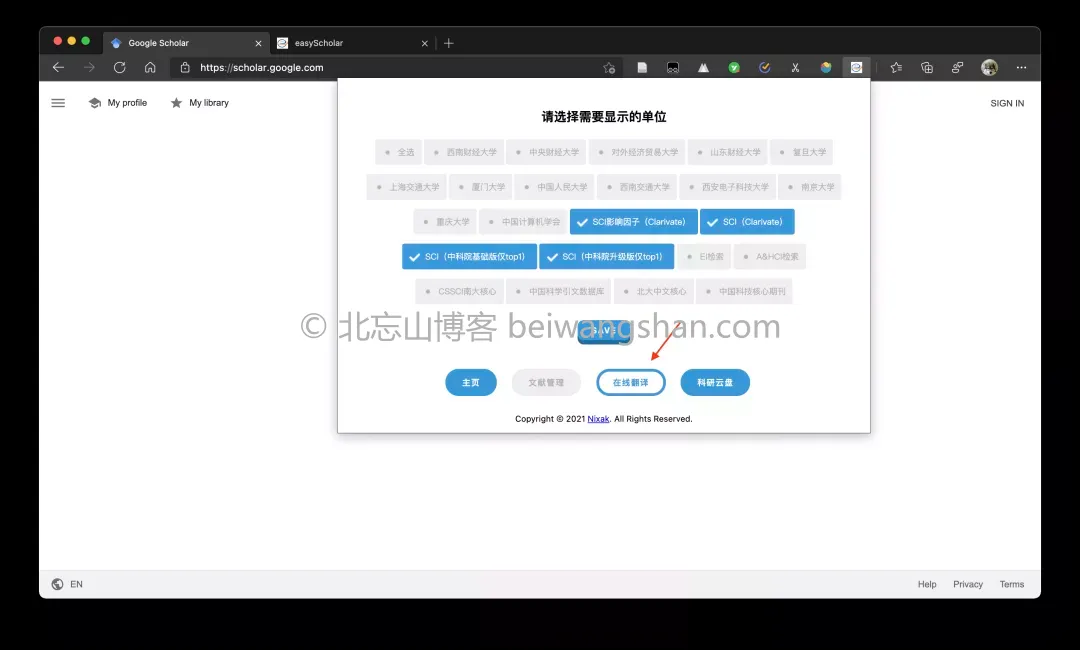 Google Scholar
easyScholar
https://scholar.google.com
My profile
My library
SIGN IN
请选择需要显示的单位
全选 西南财经大学 中央财经大学 对外经济贸易大学 山东财经大学 复旦大学
上海交通大学 厦门大学 中国人民大学 西南交通大学 西安电子科技大学 南京大学
重庆大学 中国计算机学会 SCI影响因子（Clarivate） SCI（Clarivate）
SCI（中科院基础版仅top1） SCI（中科院升级版仅top1） EI检索 A&HCI检索
CSSCI南大核心 中国科学引文数据库 北大中文核心 中国科技核心期刊
SAVE
© 北忘山博客 beiwangshan.com
主页 文献管理 在线翻译 科研云盘
Copyright © 2021 Nixak. All Rights Reserved.
EN
Help Privacy Terms